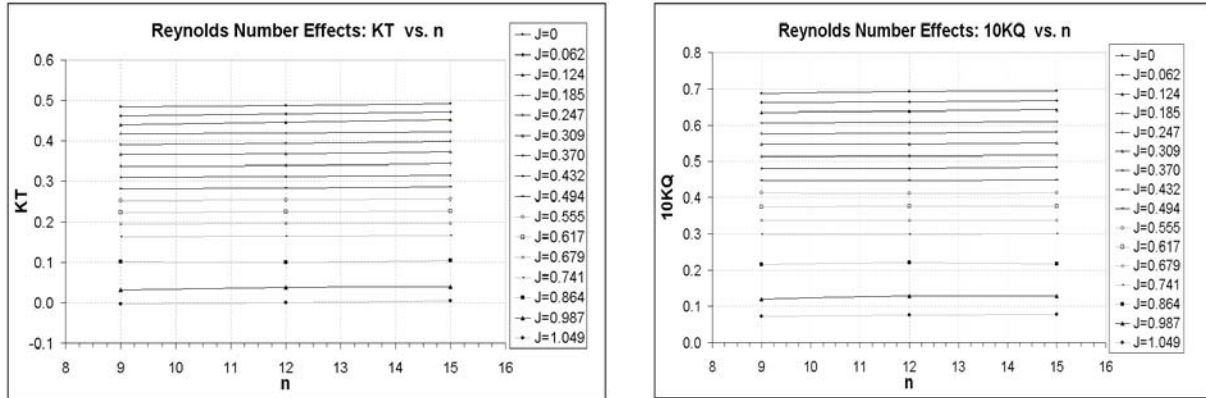 Reynolds Number Effects: KT vs. n
KT
0.6
0.5
0.4
0.3
0.2
0.1
0.0
-0.1
8 9 10 11 12 13 14 15 16
n
J=0
J=0.062
J=0.124
J=0.185
J=0.247
J=0.309
J=0.370
J=0.432
J=0.494
J=0.555
J=0.617
J=0.679
J=0.741
J=0.864
J=0.987
J=1.049
Reynolds Number Effects: 10KQ vs. n
10KQ
0.8
0.7
0.6
0.5
0.4
0.3
0.2
0.1
0.0
8 9 10 11 12 13 14 15 16
n
J=0
J=0.062
J=0.124
J=0.185
J=0.247
J=0.309
J=0.370
J=0.432
J=0.494
J=0.555
J=0.617
J=0.679
J=0.741
J=0.864
J=0.987
J=1.049